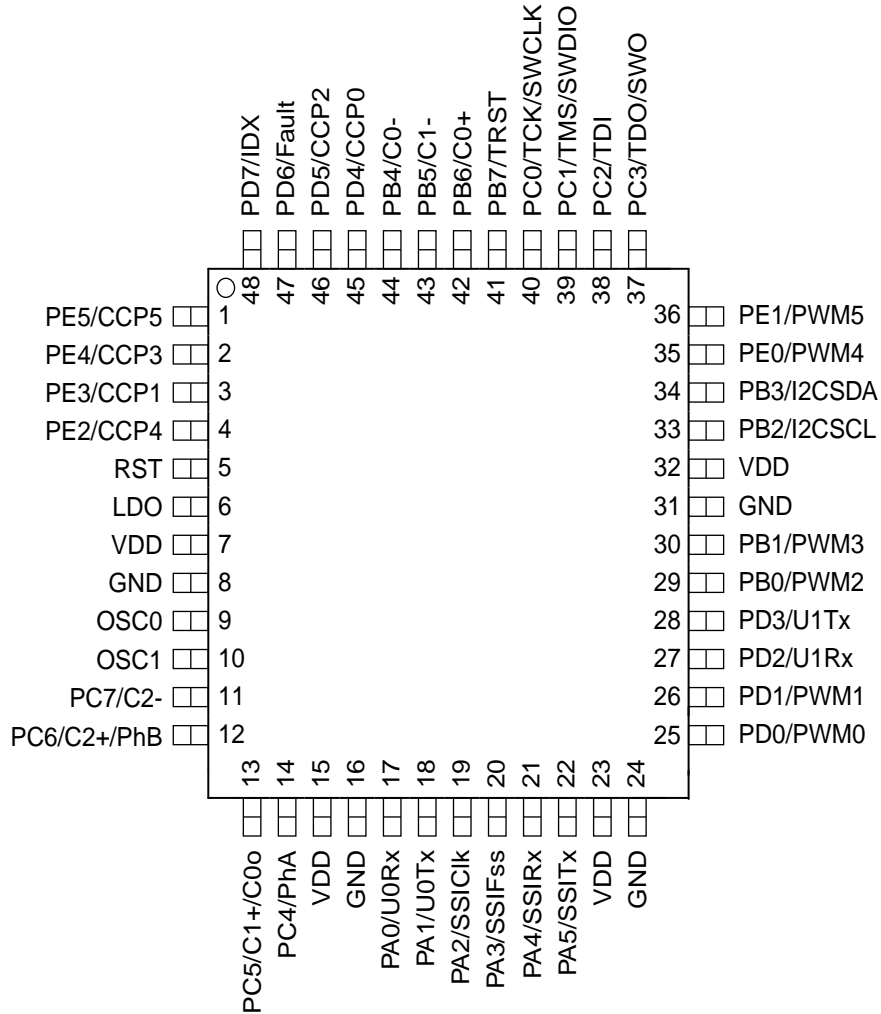 PD7/IDX
PD6/Fault
PD5/CCP2
PD4/CCP0
PB4/C0-
PB5/C1-
PB6/C0+
PB7/TRST
PC0/TCK/SWCLK
PC1/TMS/SWDIO
PC2/TDI
PC3/TDO/SWO
48
47
46
45
44
43
42
41
40
39
38
37
PE5/CCP5 1
PE4/CCP3 2
PE3/CCP1 3
PE2/CCP4 4
RST 5
LDO 6
VDD 7
GND 8
OSC0 9
OSC1 10
PC7/C2- 11
PC6/C2+/PhB 12
36 PE1/PWM5
35 PE0/PWM4
34 PB3/I2CSDA
33 PB2/I2CSCL
32 VDD
31 GND
30 PB1/PWM3
29 PB0/PWM2
28 PD3/U1Tx
27 PD2/U1Rx
26 PD1/PWM1
25 PD0/PWM0
13
14
15
16
17
18
19
20
21
22
23
24
PC5/C1+/C0o
PC4/PhA
VDD
GND
PA0/U0Rx
PA1/U0Tx
PA2/SSIClk
PA3/SSIFss
PA4/SSIRx
PA5/SSITx
VDD
GND